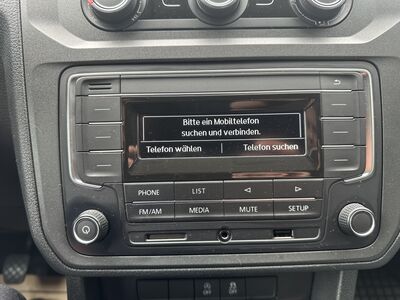 Bitte ein Mobiltelefon
suchen und verbinden.
Telefon wählen Telefon suchen
PHONE LIST
FM/AM MEDIA MUTE SETUP